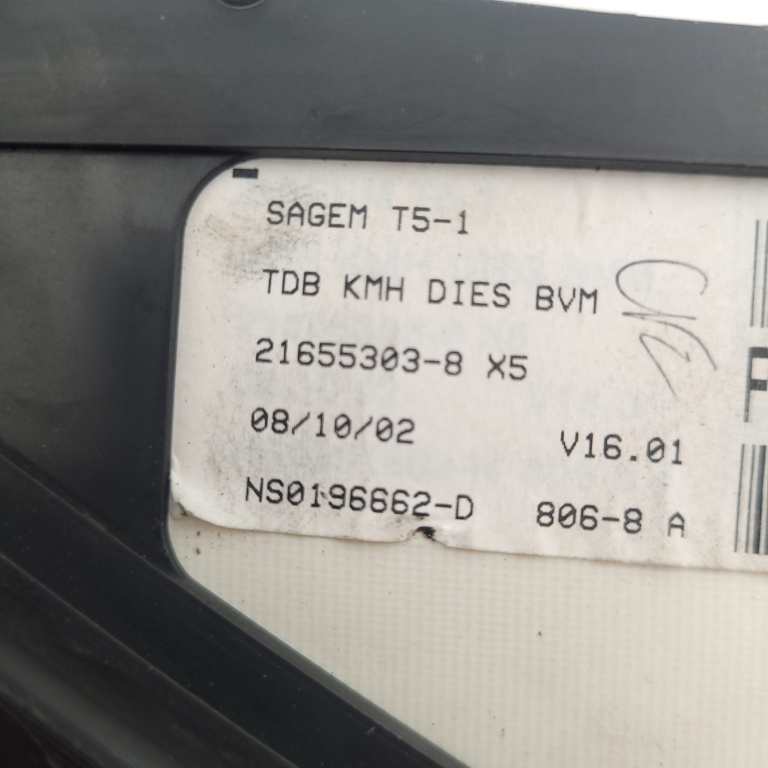 SAGEM T5-1
TDB KMH DIES BVM
21655303-8 X5
08/10/02 V16.01
NS0196662-D 806-8 A